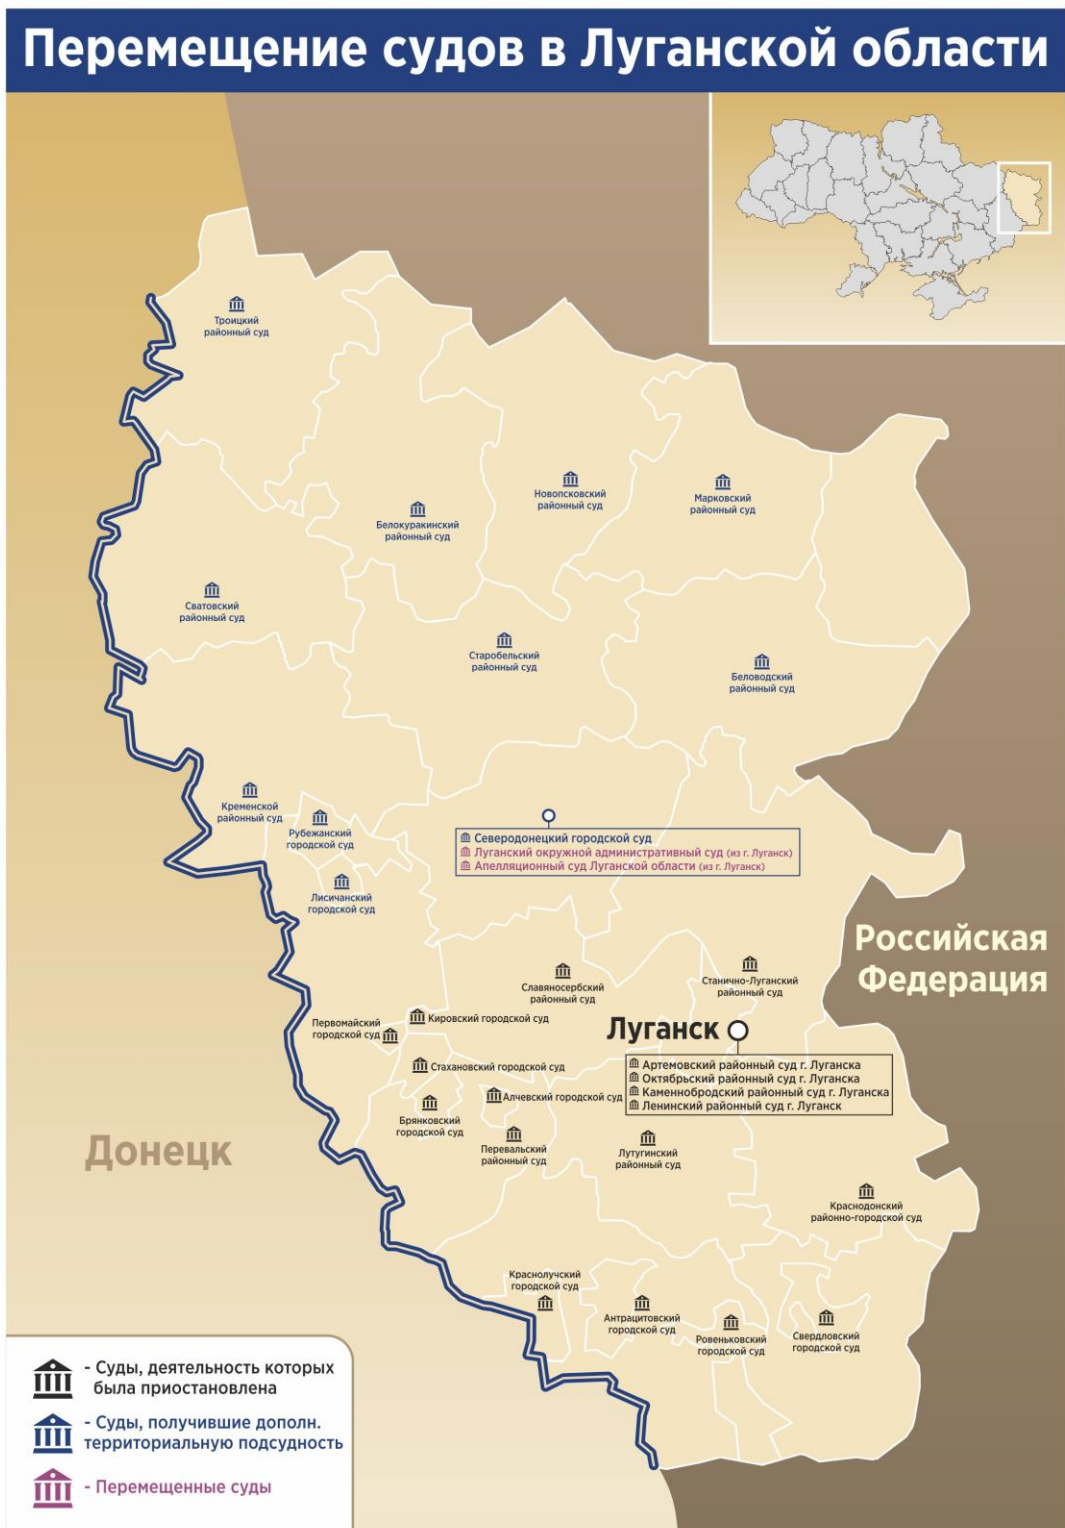 Перемещение судов в Луганской области
Троицкий
районный суд
Новопсковский
районный суд
Марковский
районный суд
Белокуракинский
районный суд
Сватовский
районный суд
Старобельский
районный суд
Беловодский
районный суд
Кременской
районный суд
Рубежанский
городской суд
Северодонецкий городской суд
Луганский окружной административный суд (из г. Луганск)
Апелляционный суд Луганской области (из г. Луганск)
Лисичанский
городской суд
Российская
Федерация
Славяносербский
районный суд
Станично-Луганский
районный суд
Первомайский
городской суд
Кировский городской суд
Луганск
Артемовский районный суд г. Луганска
Октябрьский районный суд г. Луганска
Каменнобродский районный суд г. Луганска
Ленинский районный суд г. Луганск
Стахановский городской суд
Алчевский городской суд
Брянковский
городской суд
Перевальский
районный суд
Лутугинский
районный суд
Донецк
Краснодонский
районно-городской суд
Краснолучский
городской суд
Антрацитовский
городской суд
Ровеньковский
городской суд
Свердловский
городской суд
- Суды, деятельность которых
была приостановлена
- Суды, получившие дополн.
территориальную подсудность
- Перемещенные суды